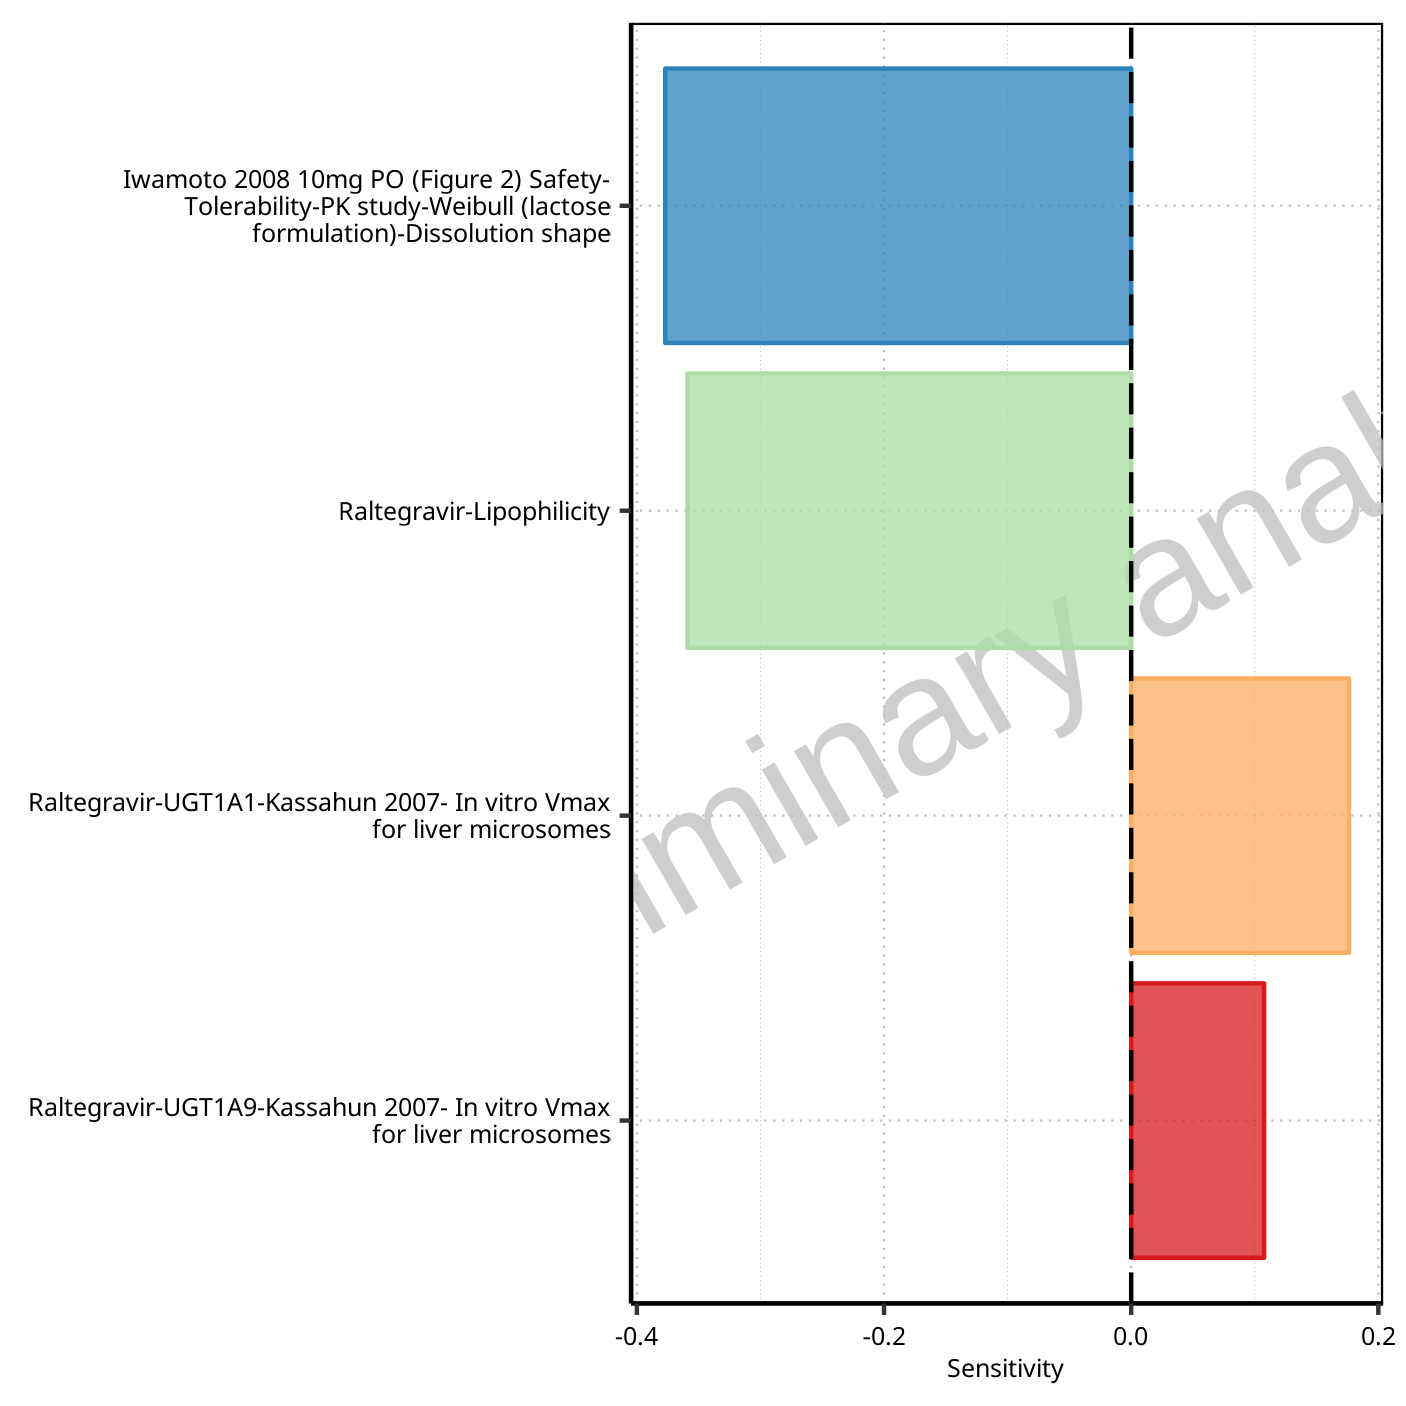 Iwamoto 2008 10mg PO (Figure 2) Safety-
Tolerability-PK study-Weibull (lactose
formulation)-Dissolution shape
Raltegravir-Lipophilicity
Raltegravir-UGT1A1-Kassahun 2007- In vitro Vmax
for liver microsomes
Raltegravir-UGT1A9-Kassahun 2007- In vitro Vmax
for liver microsomes
minary anal
-0.4
-0.2
0.0
0.2
Sensitivity